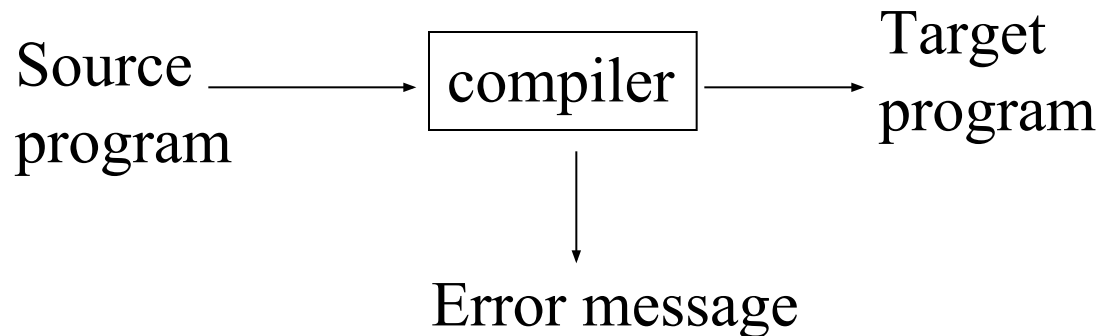 Source
program
compiler
Target
program
Error message